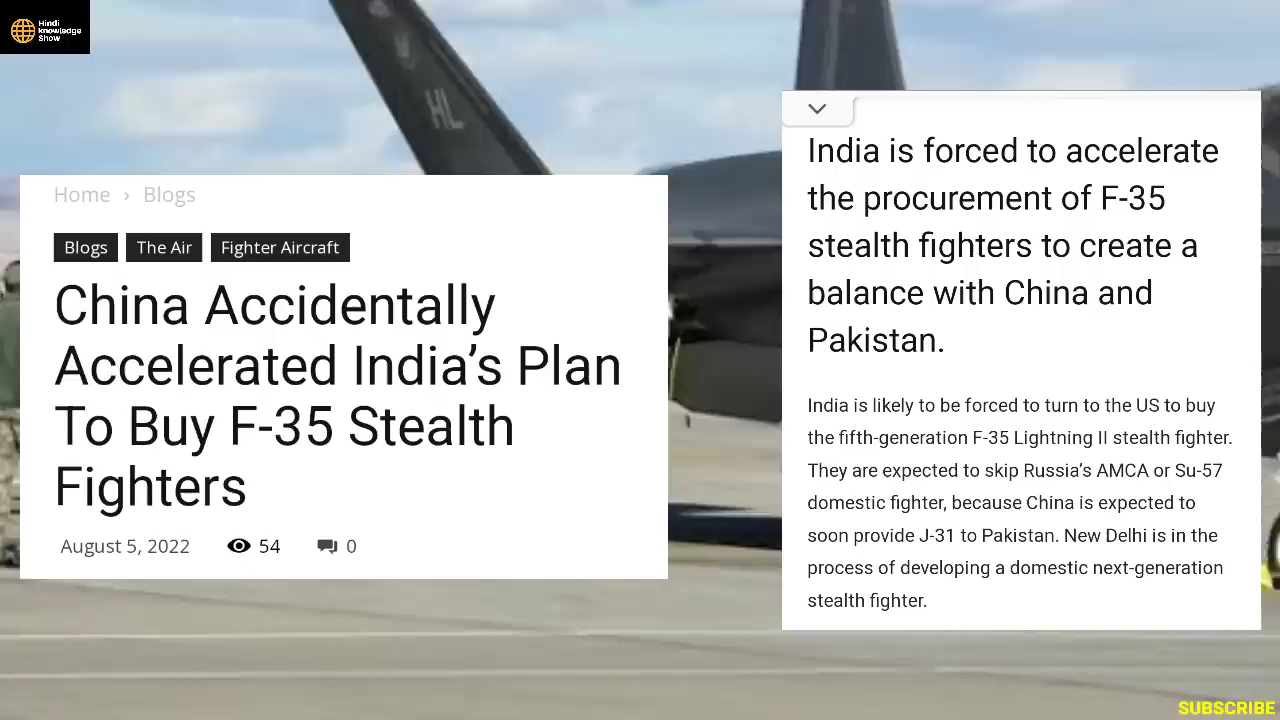 Hindi
knowledge
Show
HL
Home › Blogs
Blogs The Air Fighter Aircraft
China Accidentally
Accelerated India’s Plan
To Buy F-35 Stealth
Fighters
August 5, 2022 54 0
India is forced to accelerate
the procurement of F-35
stealth fighters to create a
balance with China and
Pakistan.
India is likely to be forced to turn to the US to buy
the fifth-generation F-35 Lightning II stealth fighter.
They are expected to skip Russia’s AMCA or Su-57
domestic fighter, because China is expected to
soon provide J-31 to Pakistan. New Delhi is in the
process of developing a domestic next-generation
stealth fighter.
SUBSCRIBE